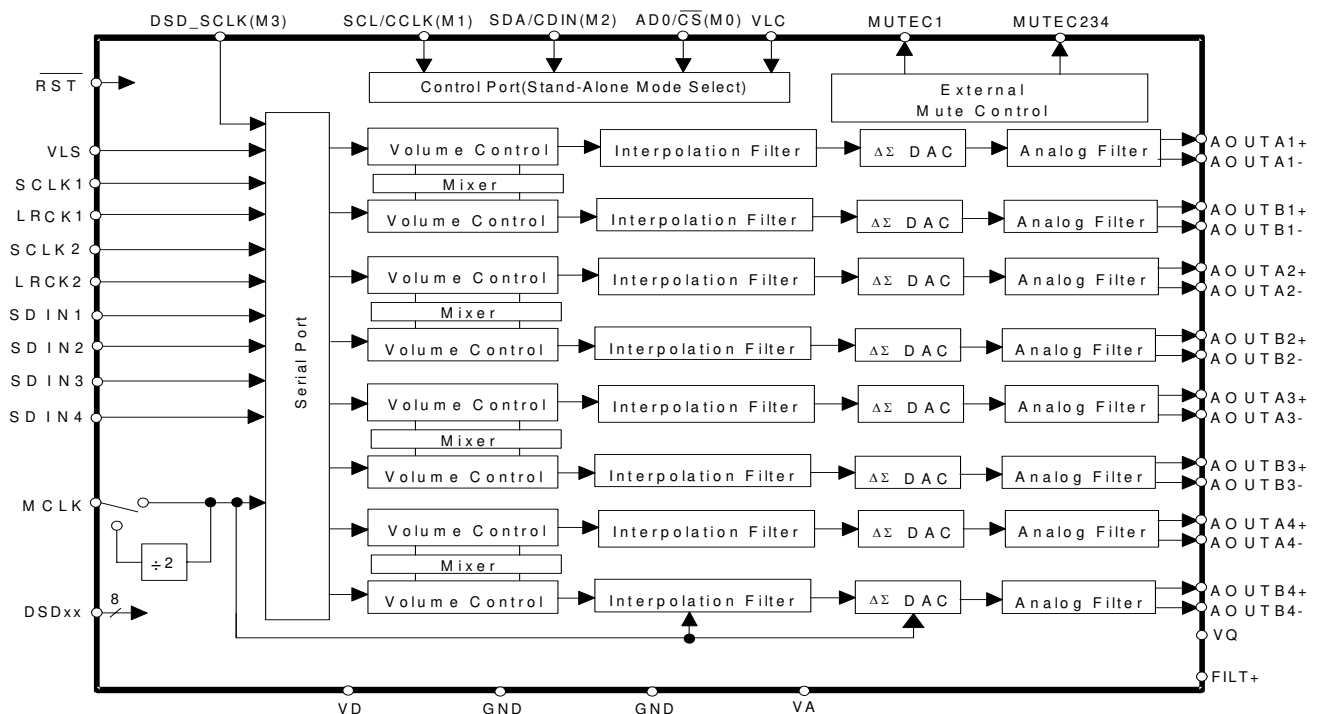 DSD_SCLK(M3)
SCL/CCLK(M1)
SDA/CDIN(M2)
AD0/CS(M0)
VLC
MUTEC1
MUTEC234
RST
Control Port(Stand-Alone Mode Select)
External
Mute Control
VLS
SCLK1
LRCK1
SCLK2
LRCK2
SDIN1
SDIN2
SDIN3
SDIN4
MCLK
÷2
DSDxx
8
Serial Port
Volume Control
Interpolation Filter
ΔΣ DAC
Analog Filter
AOUTA1+
AOUTA1-
Mixer
Volume Control
Interpolation Filter
ΔΣ DAC
Analog Filter
AOUTB1+
AOUTB1-
Volume Control
Interpolation Filter
ΔΣ DAC
Analog Filter
AOUTA2+
AOUTA2-
Mixer
Volume Control
Interpolation Filter
ΔΣ DAC
Analog Filter
AOUTB2+
AOUTB2-
Volume Control
Interpolation Filter
ΔΣ DAC
Analog Filter
AOUTA3+
AOUTA3-
Mixer
Volume Control
Interpolation Filter
ΔΣ DAC
Analog Filter
AOUTB3+
AOUTB3-
Volume Control
Interpolation Filter
ΔΣ DAC
Analog Filter
AOUTA4+
AOUTA4-
Mixer
Volume Control
Interpolation Filter
ΔΣ DAC
Analog Filter
AOUTB4+
AOUTB4-
VQ
FILT+
VD
GND
GND
VA